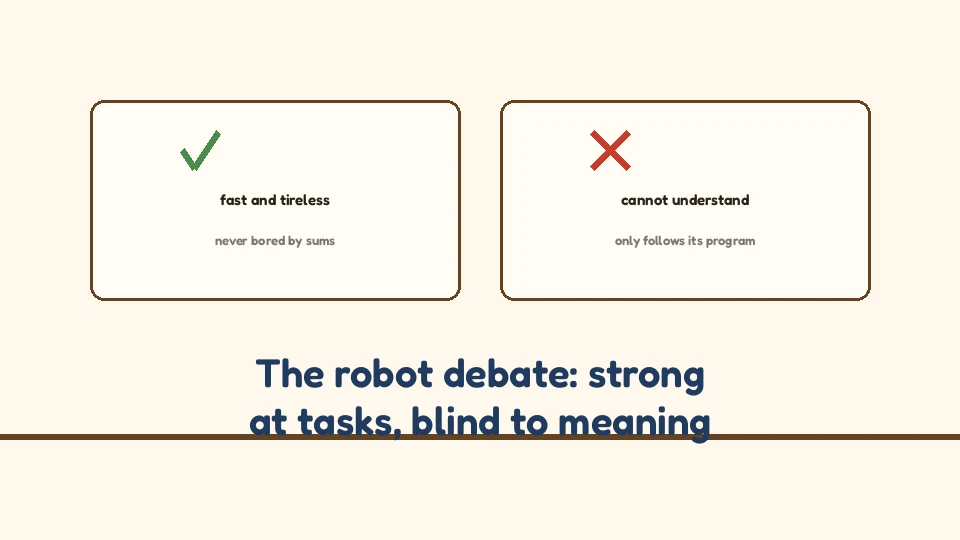 fast and tireless
never bored by sums
cannot understand
only follows its program
The robot debate: strong
at tasks, blind to meaning